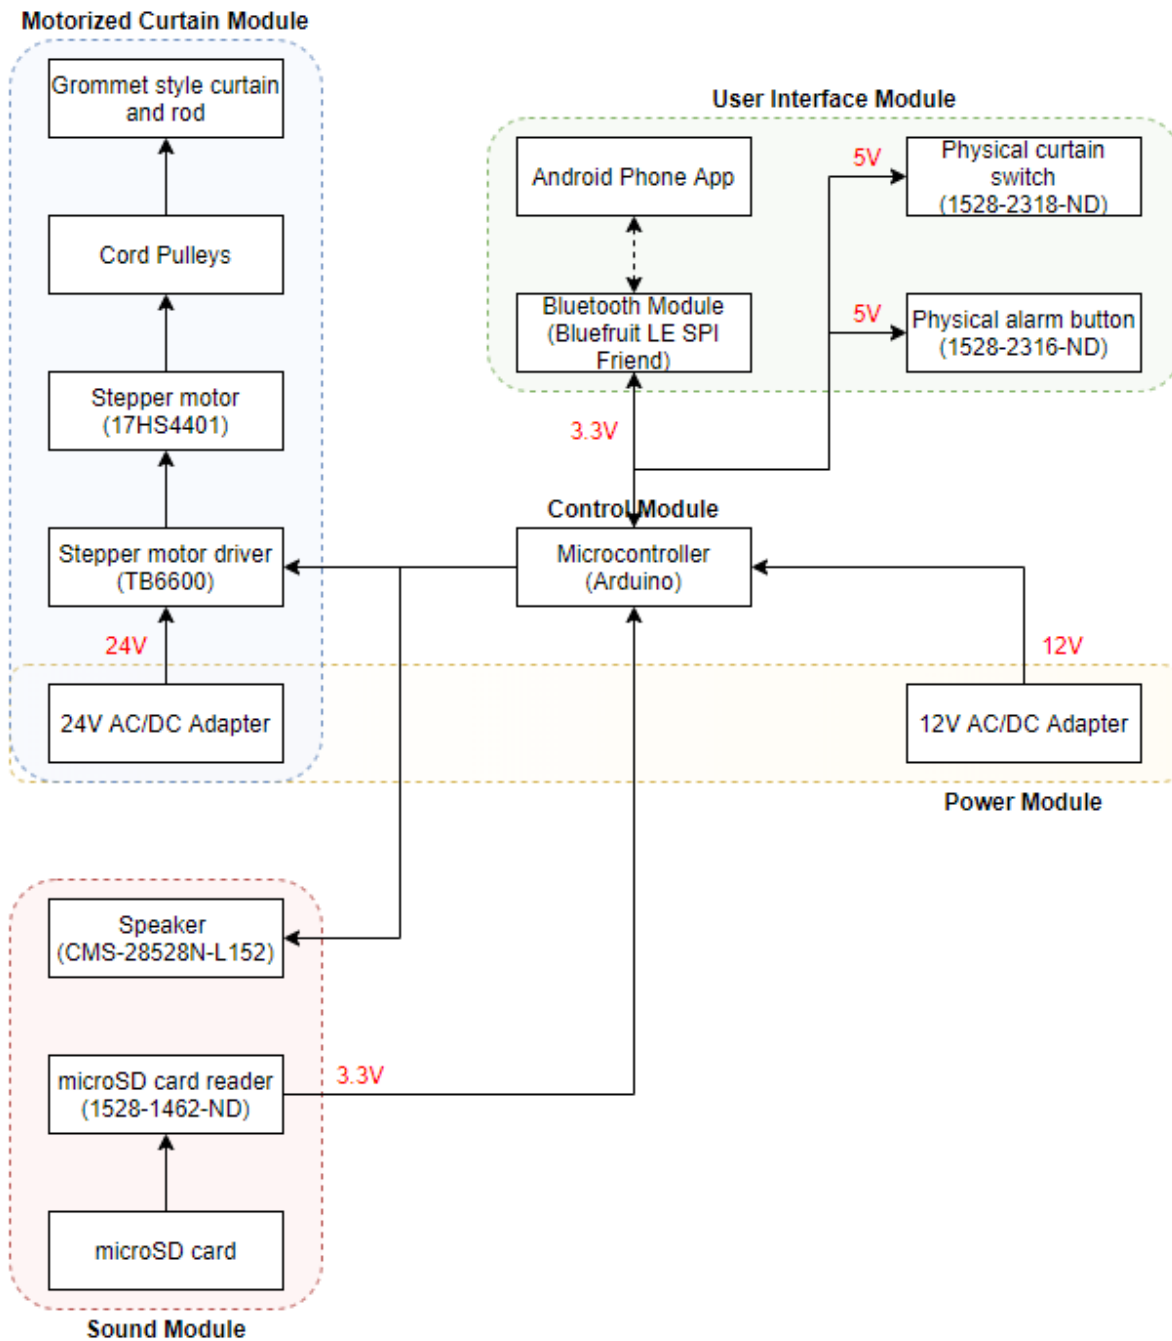 Motorized Curtain Module
Grommet style curtain
and rod
Cord Pulleys
Stepper motor
(17HS4401)
Stepper motor driver
(TB6600)
24V
24V AC/DC Adapter
User Interface Module
Android Phone App
5V
Physical curtain
switch
(1528-2318-ND)
Bluetooth Module
(Bluefruit LE SPI
Friend)
5V
Physical alarm button
(1528-2316-ND)
3.3V
Control Module
Microcontroller
(Arduino)
12V
12V AC/DC Adapter
Power Module
Speaker
(CMS-28528N-L152)
microSD card reader
(1528-1462-ND)
3.3V
microSD card
Sound Module